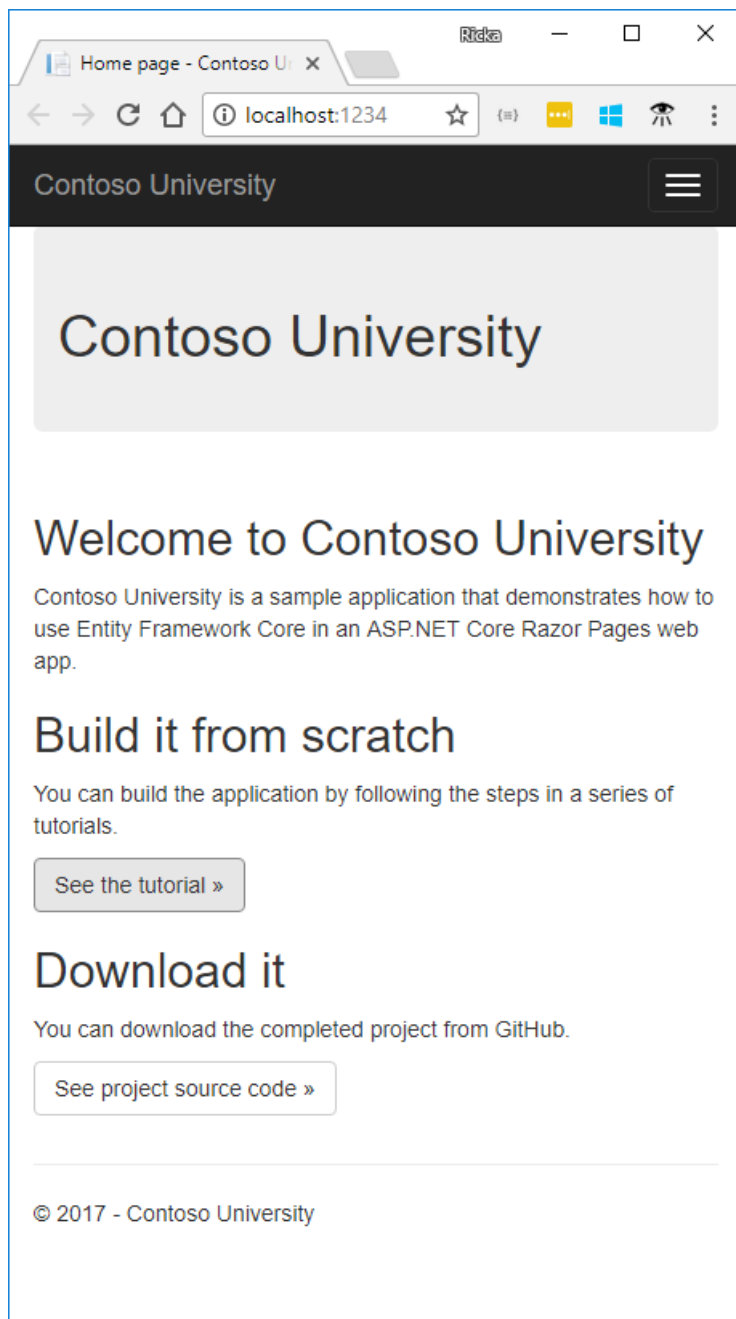 Ricka
Home page - Contoso U
localhost:1234
Contoso University
Contoso University
Welcome to Contoso University
Contoso University is a sample application that demonstrates how to
use Entity Framework Core in an ASP.NET Core Razor Pages web
app.
Build it from scratch
You can build the application by following the steps in a series of
tutorials.
See the tutorial »
Download it
You can download the completed project from GitHub.
See project source code »
© 2017 - Contoso University